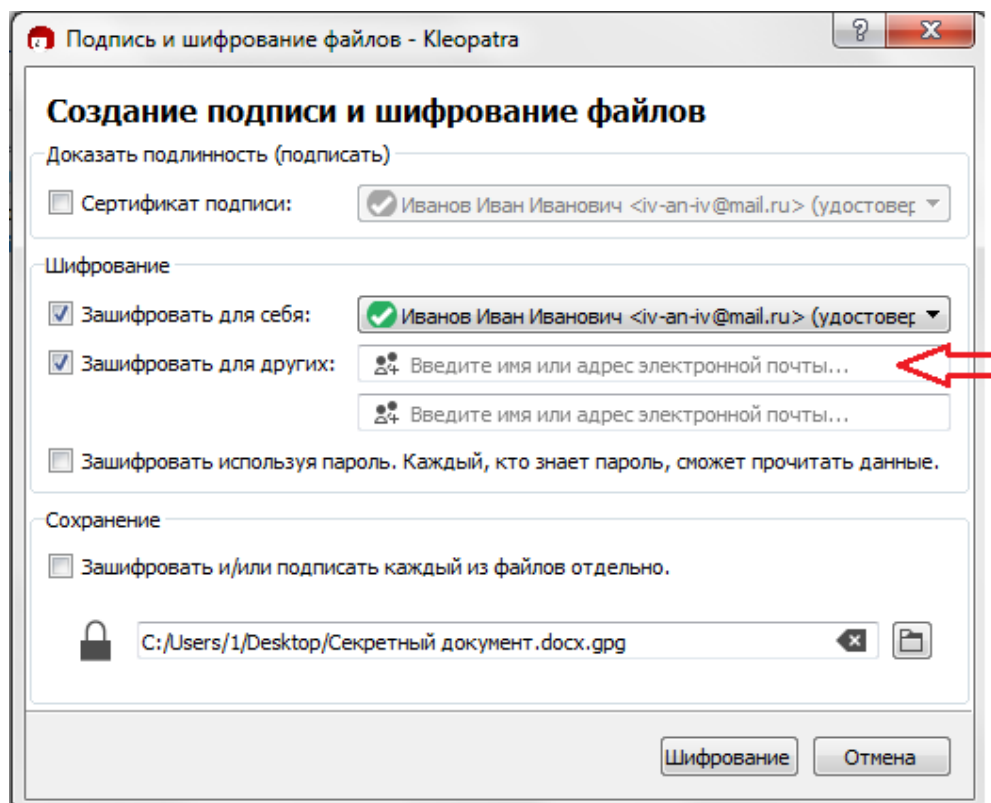 Подпись и шифрование файлов - Kleopatra
Создание подписи и шифрование файлов
Доказать подлинность (подписать)
Сертификат подписи: Иванов Иван Иванович <iv-an-iv@mail.ru> (удостовер
Шифрование
Зашифровать для себя: Иванов Иван Иванович <iv-an-iv@mail.ru> (удостовер
Зашифровать для других: Введите имя или адрес электронной почты...
Введите имя или адрес электронной почты...
Зашифровать используя пароль. Каждый, кто знает пароль, сможет прочитать данные.
Сохранение
Зашифровать и/или подписать каждый из файлов отдельно.
C:/Users/1/Desktop/Секретный документ.docx.gpg
Шифрование Отмена